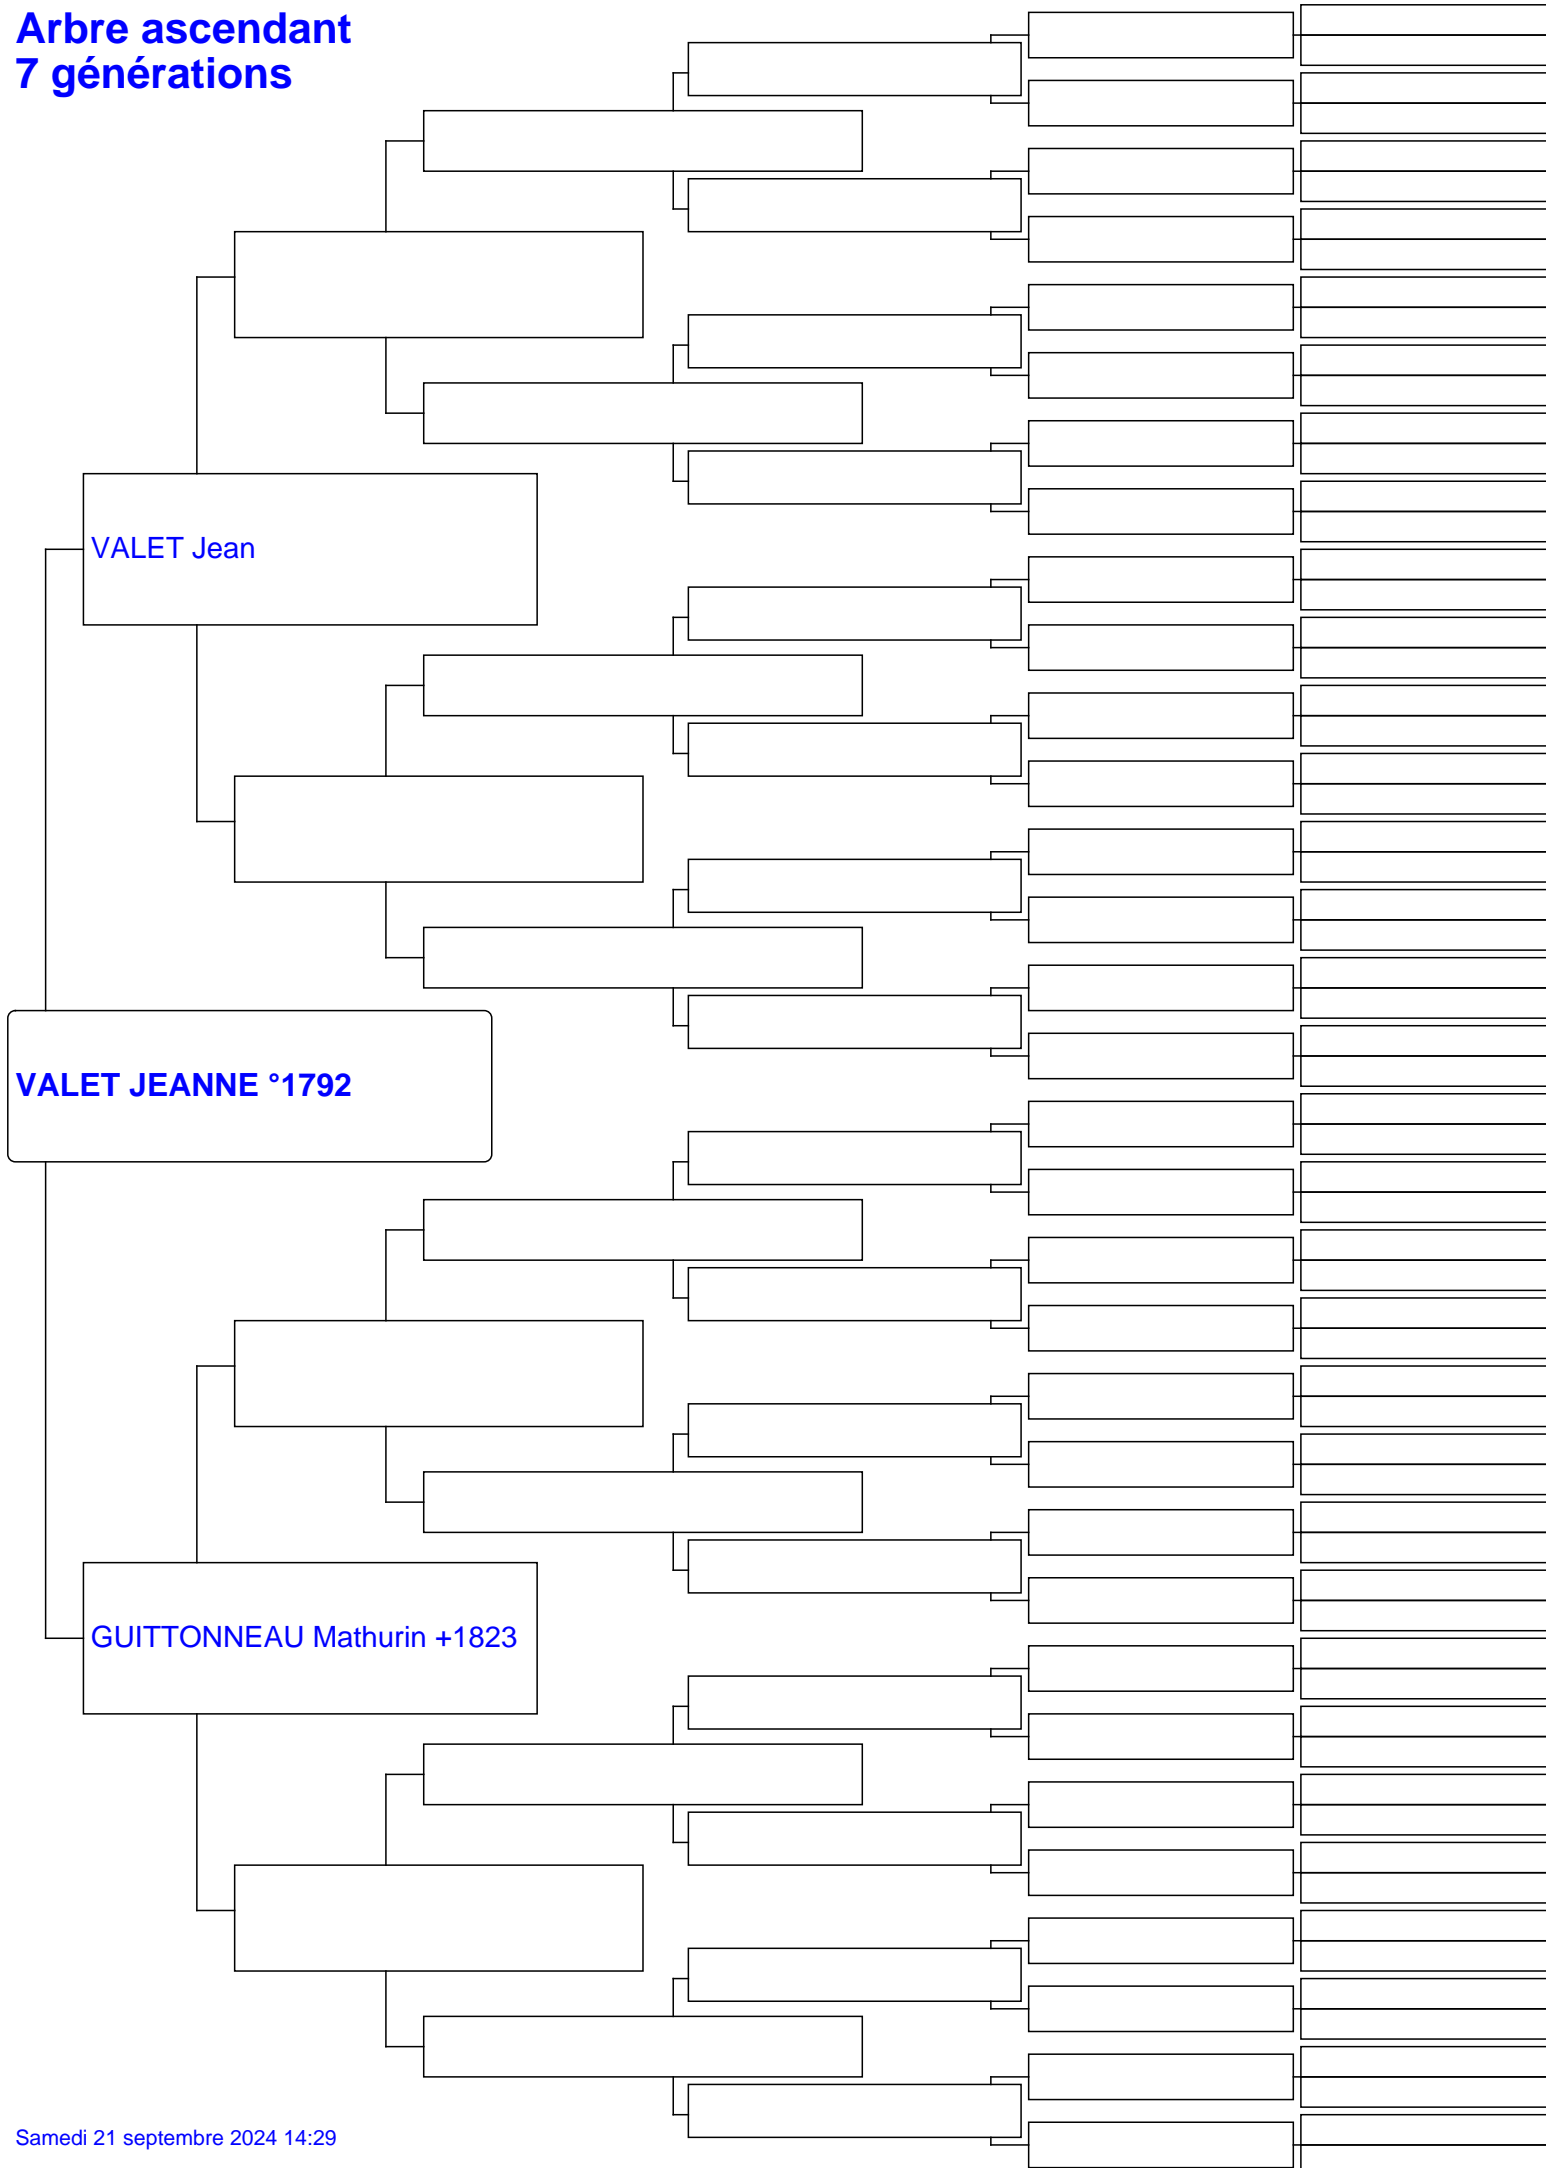 Arbre ascendant
7 générations
VALET Jean
VALET JEANNE °1792
GUITTONNEAU Mathurin +1823
Samedi 21 septembre 2024 14:29